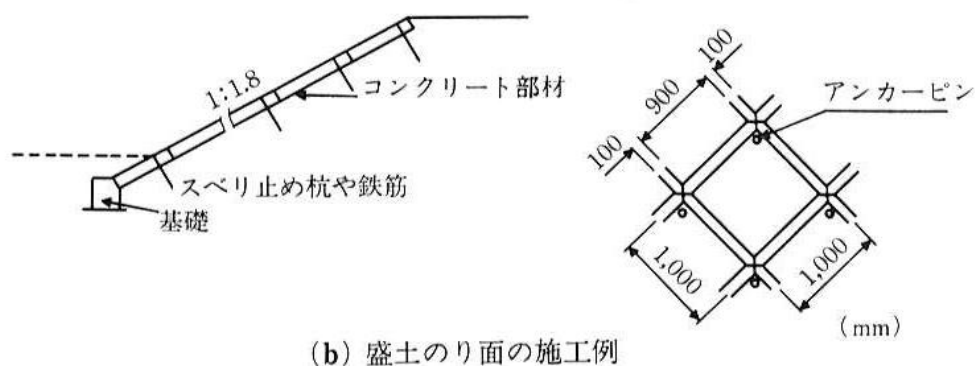 1:1.8
コンクリート部材
スベリ止め杭や鉄筋
基礎
100
900
100
アンカーピン
1,000
1,000
(mm)
(b) 盛土のり面の施工例